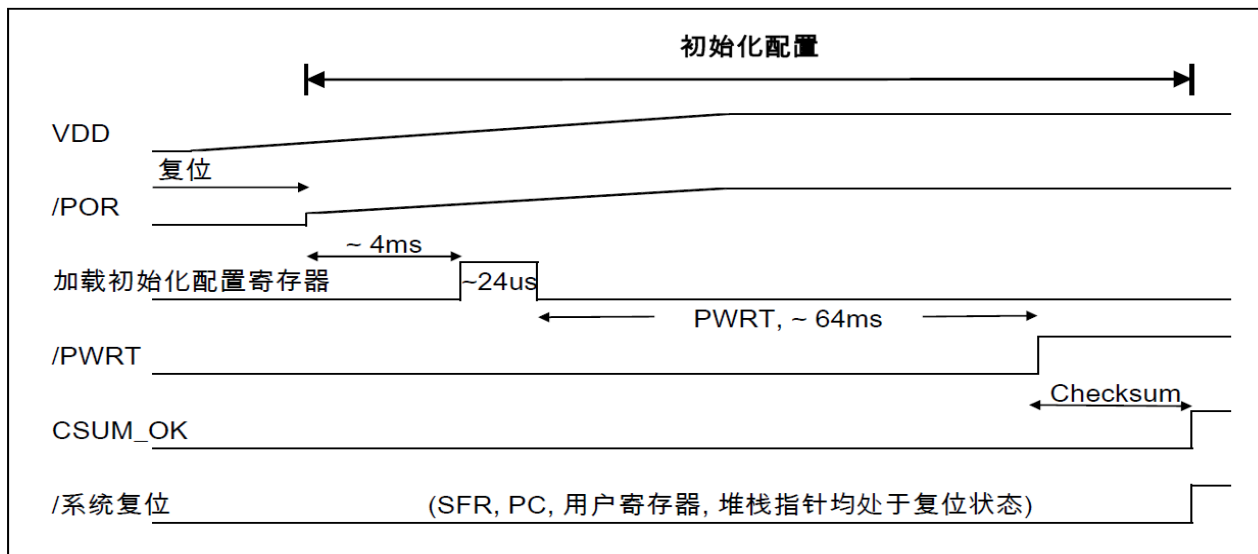 初始化配置
VDD
复位
/POR
~ 4ms
加载初始化配置寄存器
~24us
PWRT, ~ 64ms
/PWRT
Checksum
CSUM_OK
/系统复位
(SFR, PC, 用户寄存器, 堆栈指针均处于复位状态)